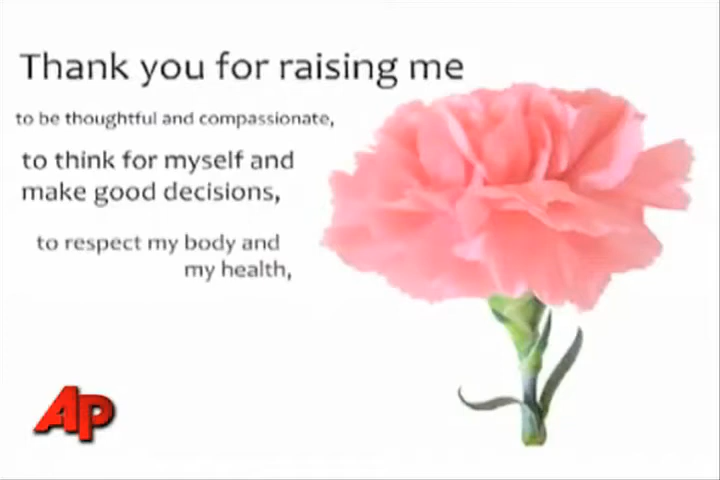 Thank you for raising me
to be thoughtful and compassionate,
to think for myself and
make good decisions,
to respect my body and
my health,
AP